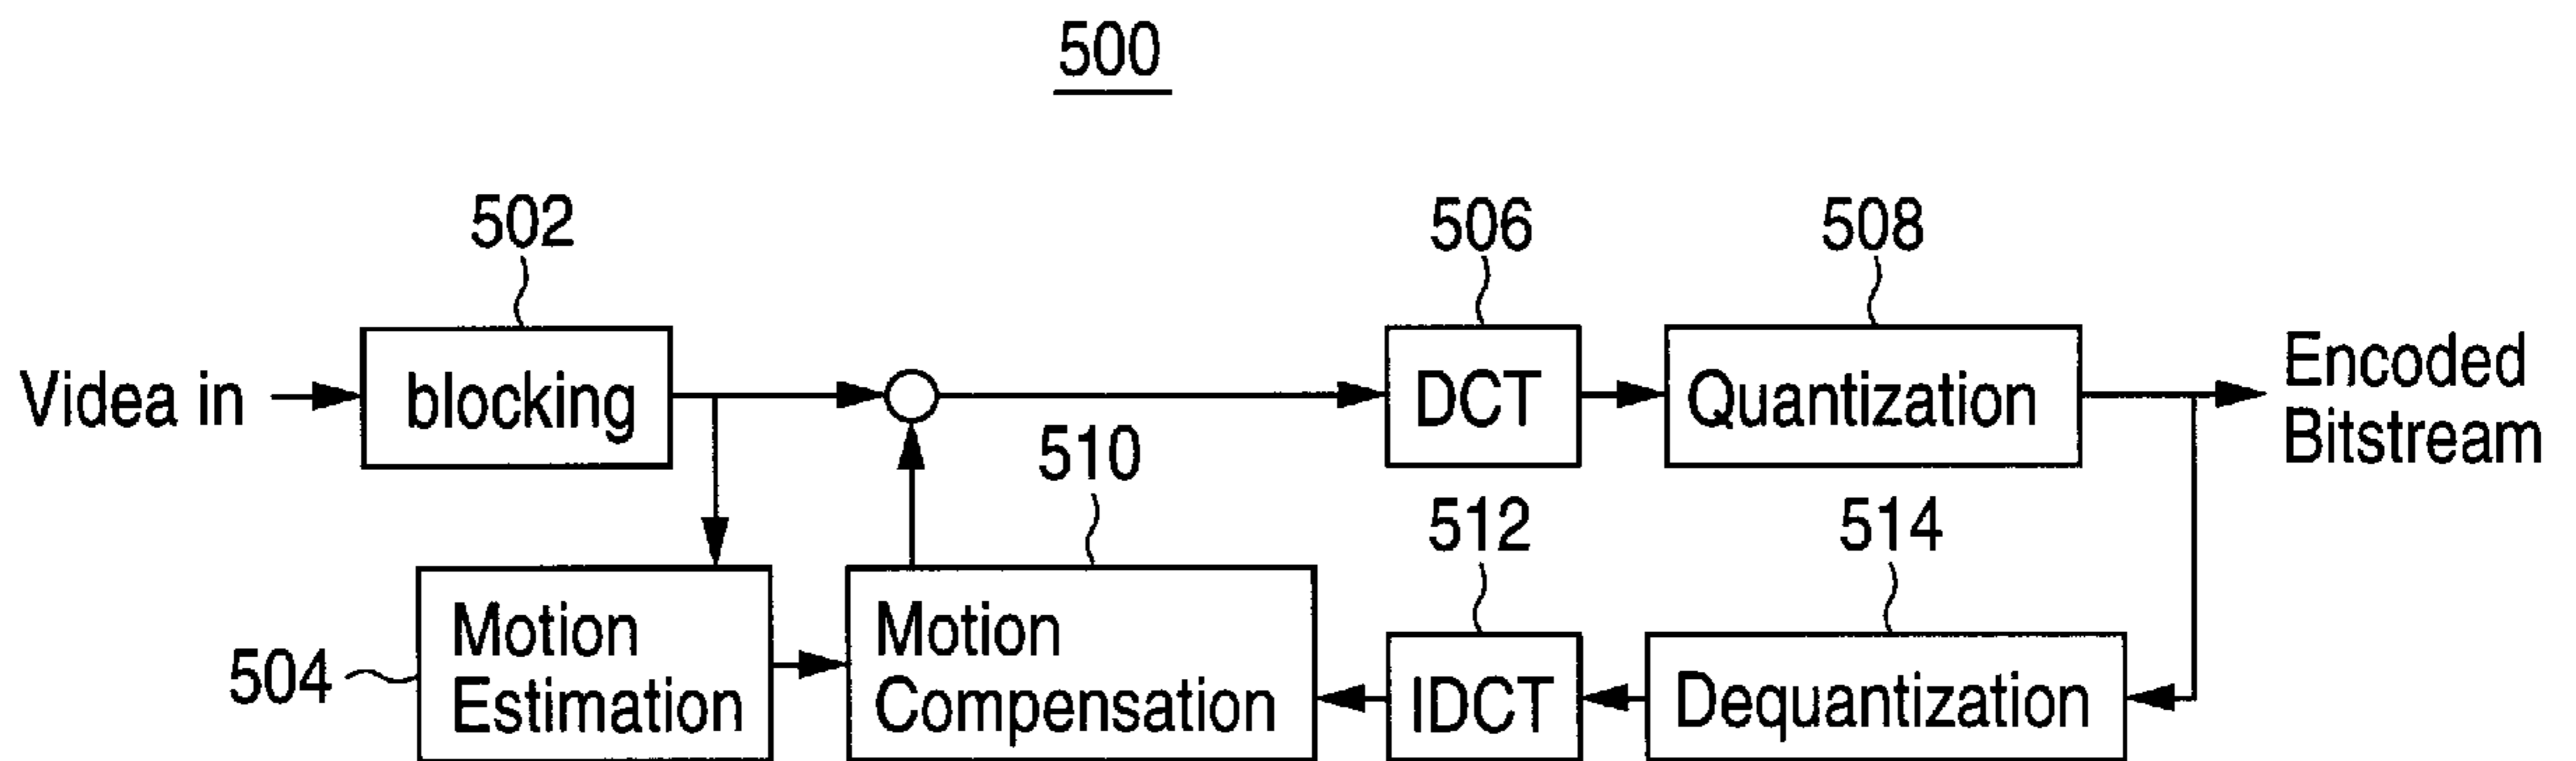 500
502
506
508
Videa in
blocking
DCT
Quantization
Encoded
Bitstream
510
512
514
504
Motion
Estimation
Motion
Compensation
IDCT
Dequantization